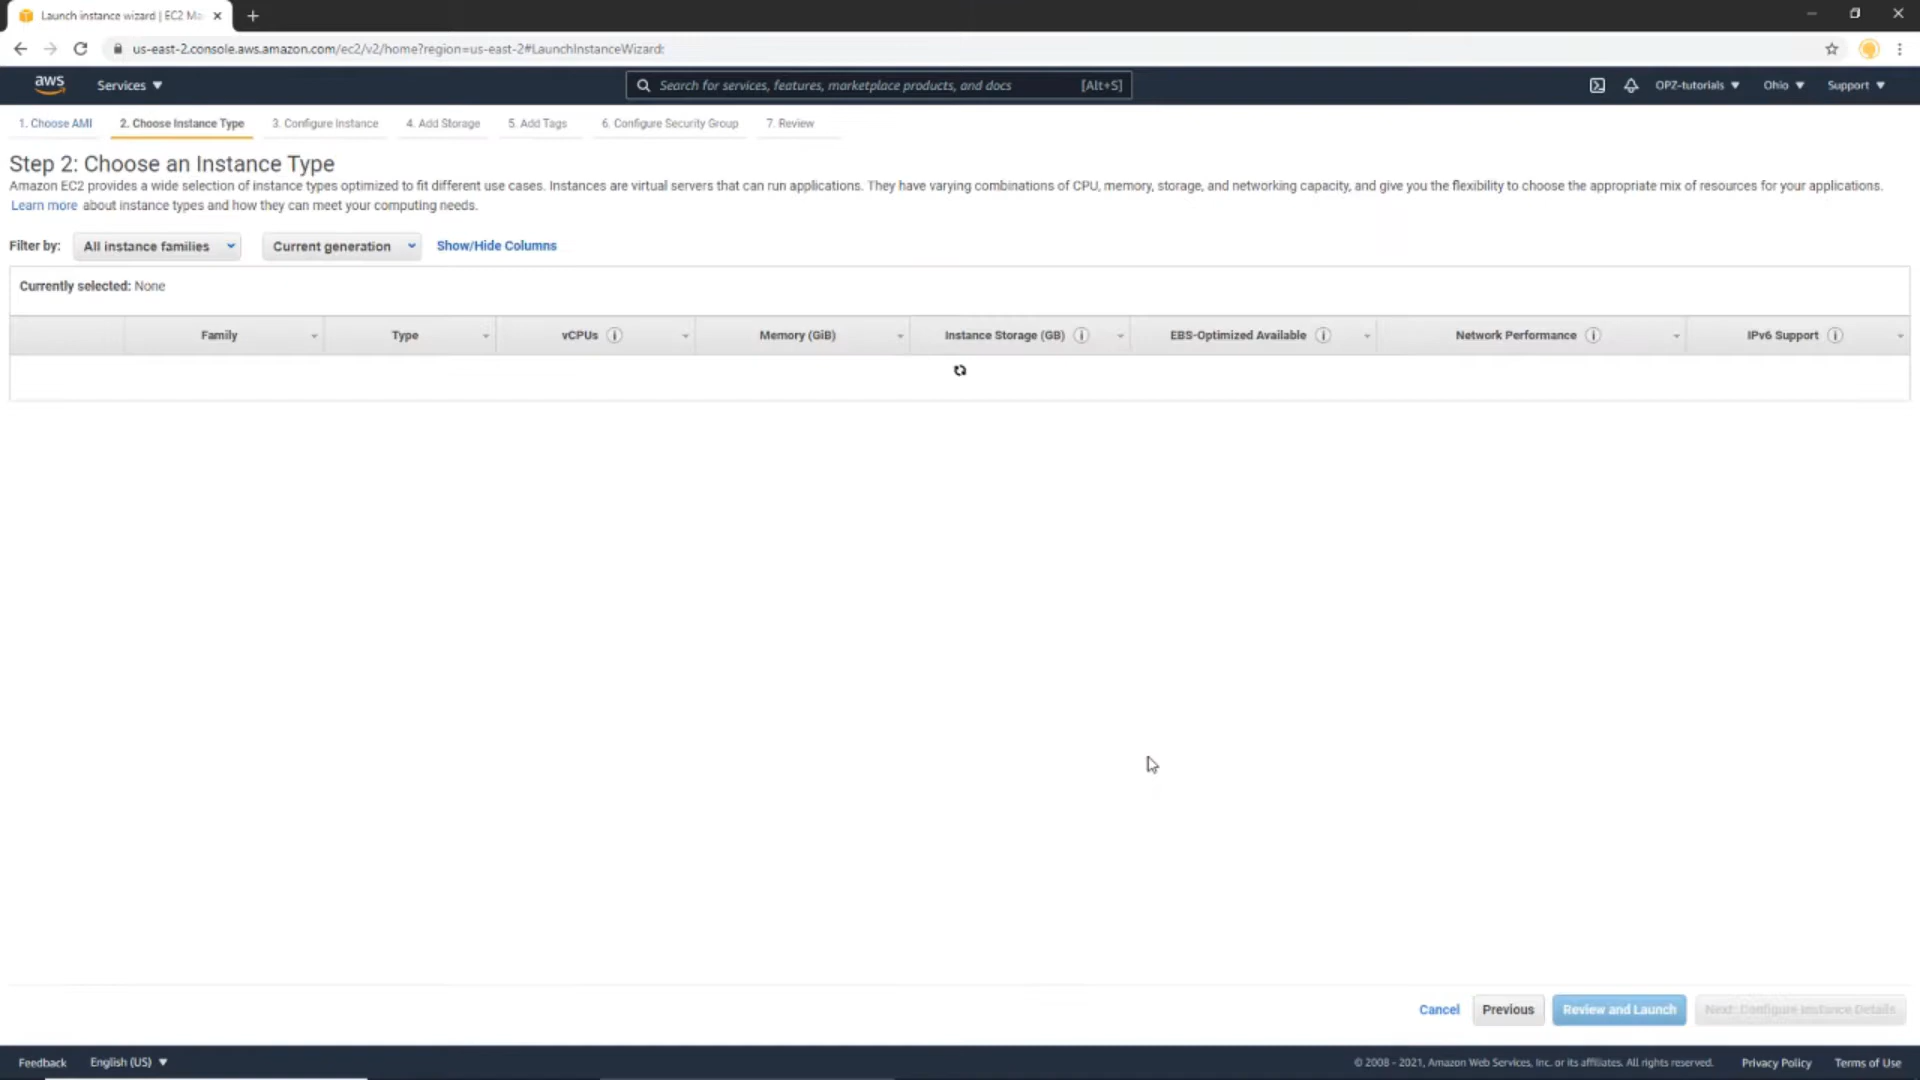 Launch instance wizard | EC2 Ma
us-east-2.console.aws.amazon.com/ec2/v2/home?region=us-east-2#LaunchInstanceWizard:
aws
Services
Search for services, features, marketplace products, and docs
[Alt+S]
OPZ-tutorials
Ohio
Support
1. Choose AMI
2. Choose Instance Type
3. Configure Instance
4. Add Storage
5. Add Tags
6. Configure Security Group
7. Review
Step 2: Choose an Instance Type
Amazon EC2 provides a wide selection of instance types optimized to fit different use cases. Instances are virtual servers that can run applications. They have varying combinations of CPU, memory, storage, and networking capacity, and give you the flexibility to choose the appropriate mix of resources for your applications.
Learn more about instance types and how they can meet your computing needs.
Filter by:
All instance families
Current generation
Show/Hide Columns
Currently selected: None
Family
Type
vCPUs
Memory (GiB)
Instance Storage (GB)
EBS-Optimized Available
Network Performance
IPv6 Support
Cancel
Previous
Review and Launch
Next: Configure Instance Details
Feedback
English (US)
© 2008 - 2021, Amazon Web Services, Inc. or its affiliates. All rights reserved.
Privacy Policy
Terms of Use